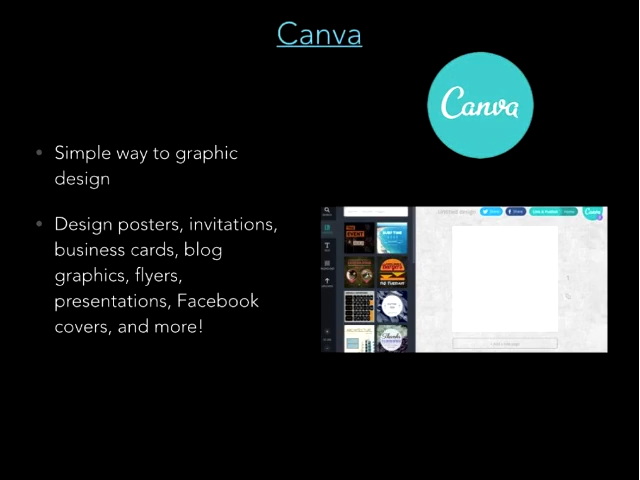 Canva
Canva
Simple way to graphic
design
Design posters, invitations,
business cards, blog
graphics, flyers,
presentations, Facebook
covers, and more!